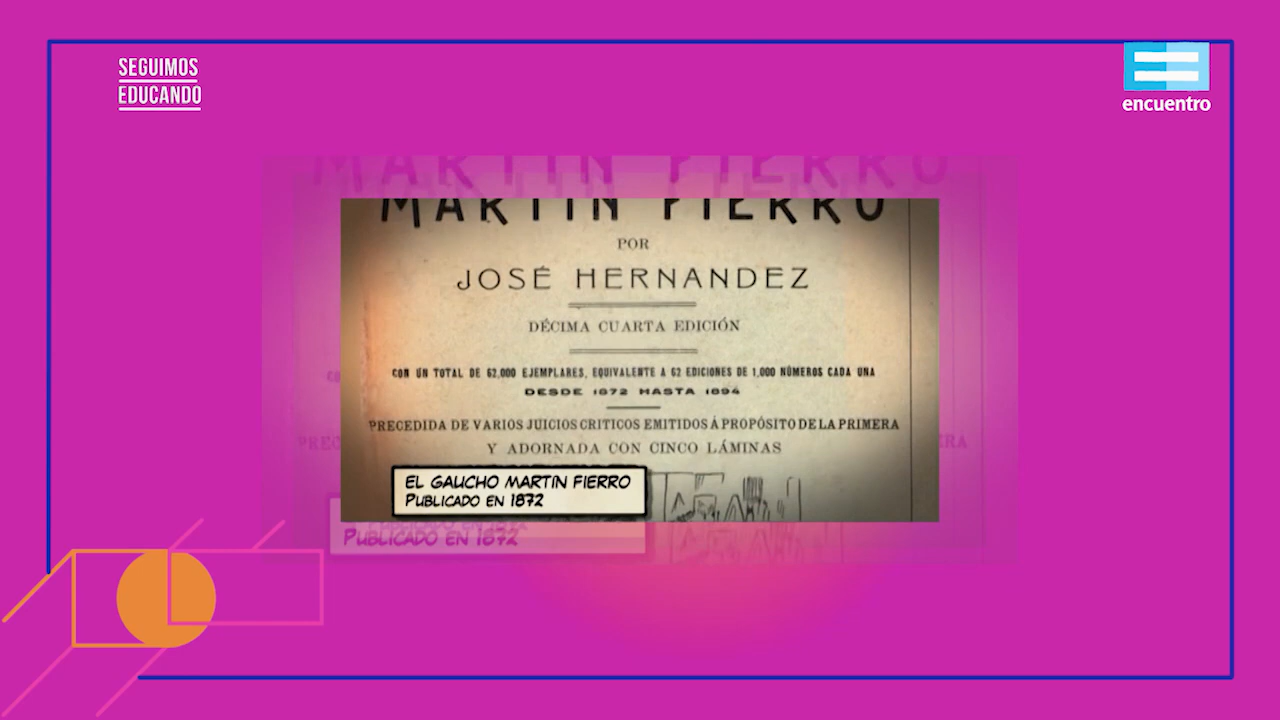 SEGUIMOS
EDUCANDO
encuentro
MARTIN FIERRO
POR
JOSÉ HERNANDEZ
DÉCIMA CUARTA EDICIÓN
CON UN TOTAL DE 62,000 EJEMPLARES, EQUIVALENTE A 62 EDICIONES DE 1,000 NÚMEROS CADA UNA
DESDE 1872 HASTA 1894
PRECEDIDA DE VARIOS JUICIOS CRITICOS EMITIDOS Á PROPÓSITO DE LA PRIMERA
Y ADORNADA CON CINCO LÁMINAS
EL GAUCHO MARTIN FIERRO
PUBLICADO EN 1872
PUBLICADO EN 1872